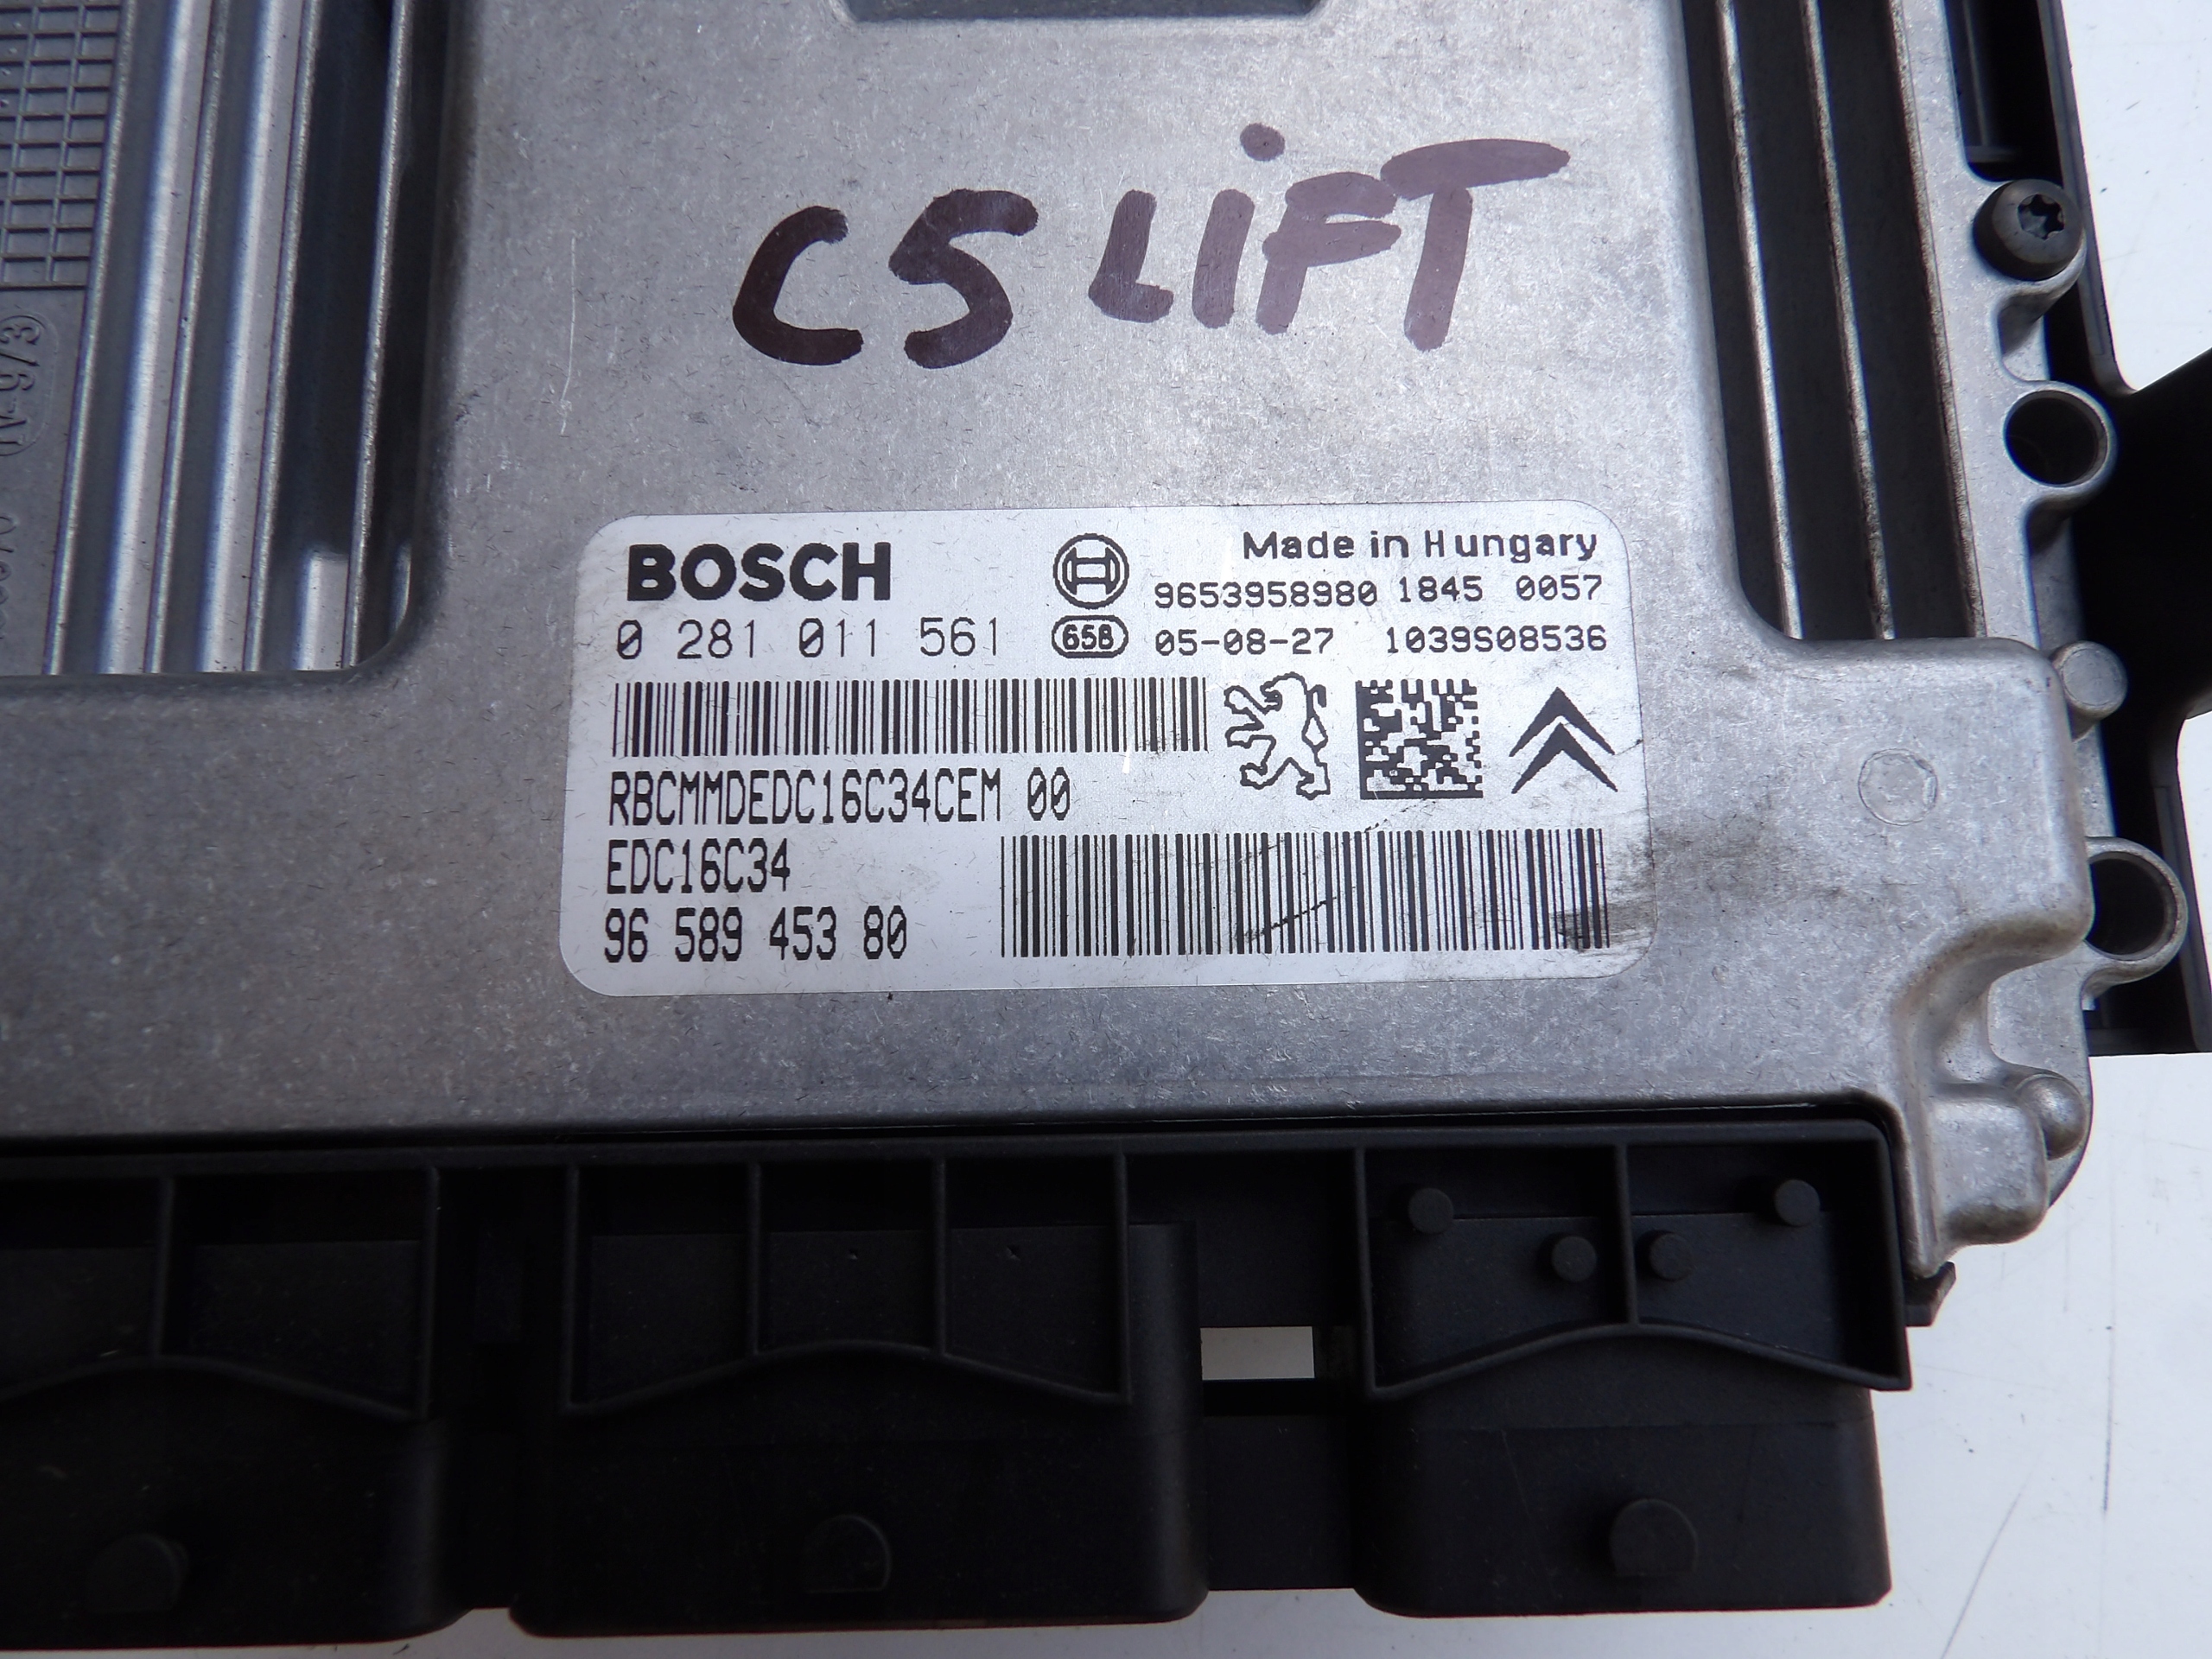 C5 LiFT
BOSCH
Made in Hungary
9653958980 1845 0057
0 281 011 561
658
05-08-27 1039S08536
RBCMMDEDC16C34CEM 00
EDC16C34
96 589 453 80